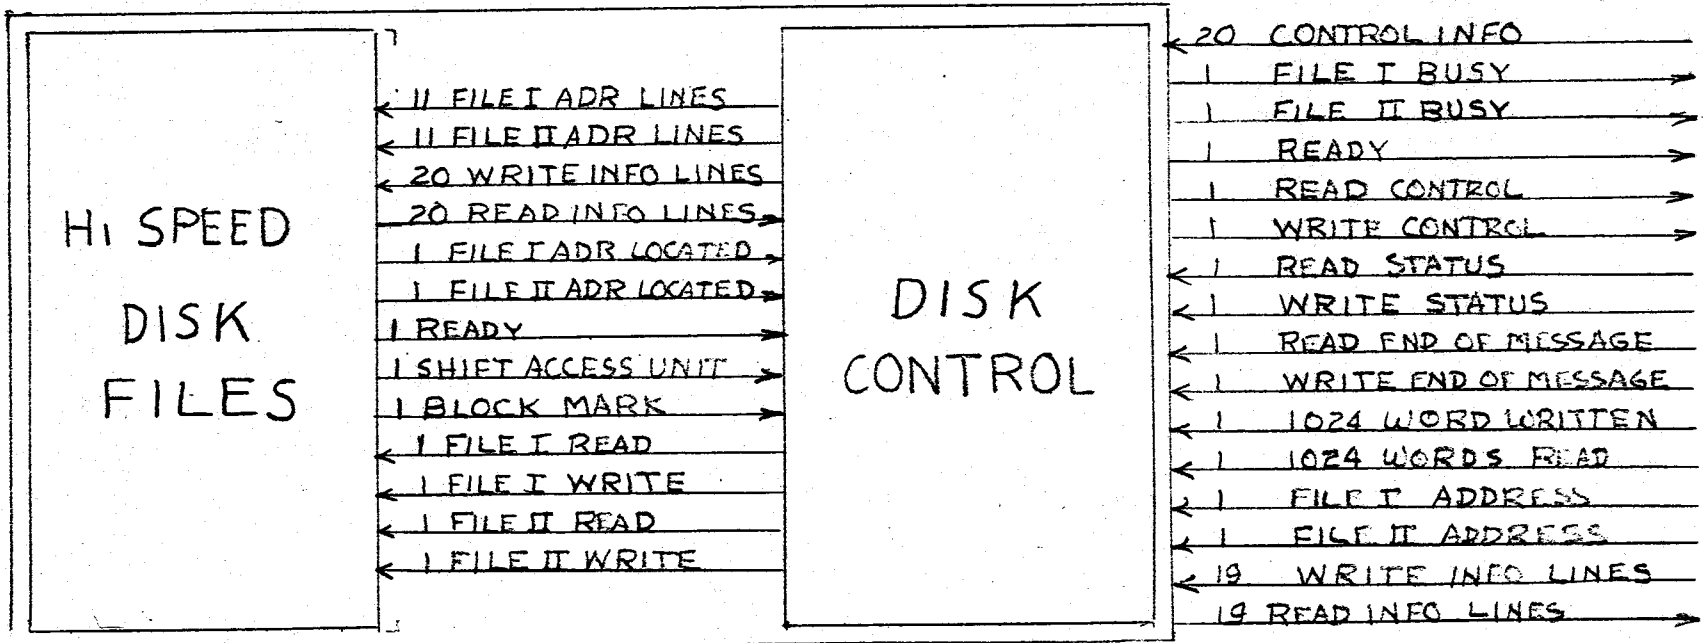 HI SPEED
DISK
FILES
11 FILE I ADR LINES
11 FILE II ADR LINES
20 WRITE INFO LINES
20 READ INFO LINES
1 FILE I ADR LOCATED
1 FILE II ADR LOCATED
1 READY
1 SHIFT ACCESS UNIT
1 BLOCK MARK
1 FILE I READ
1 FILE I WRITE
1 FILE II READ
1 FILE II WRITE
DISK
CONTROL
20 CONTROL INFO
1 FILE I BUSY
1 FILE II BUSY
1 READY
1 READ CONTROL
1 WRITE CONTROL
1 READ STATUS
1 WRITE STATUS
1 READ END OF MESSAGE
1 WRITE END OF MESSAGE
1 1024 WORD WRITTEN
1 1024 WORDS READ
1 FILE I ADDRESS
1 FILE II ADDRESS
19 WRITE INFO LINES
19 READ INFO LINES